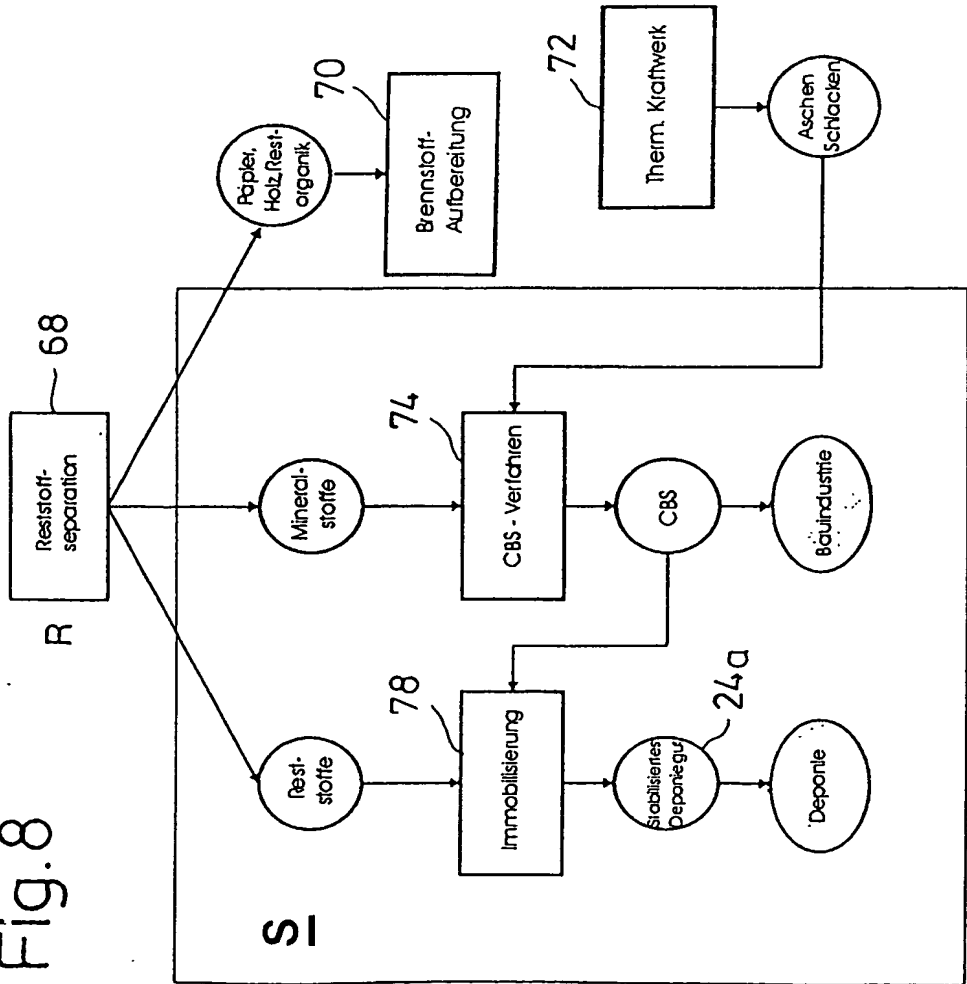 Fig.8
R
Reststoff-
separation
68
Papier,
Holz,Rest-
organik
70
Brennstoff-
Aufbereitung
72
Therm. Kraftwerk
Aschen
Schlacken
S
Rest-
stoffe
Mineral-
stoffe
78
Immobilisierung
74
CBS - Verfahren
Stabilisiertes
Deponiegut
24a
CBS
Deponie
Bauindustrie